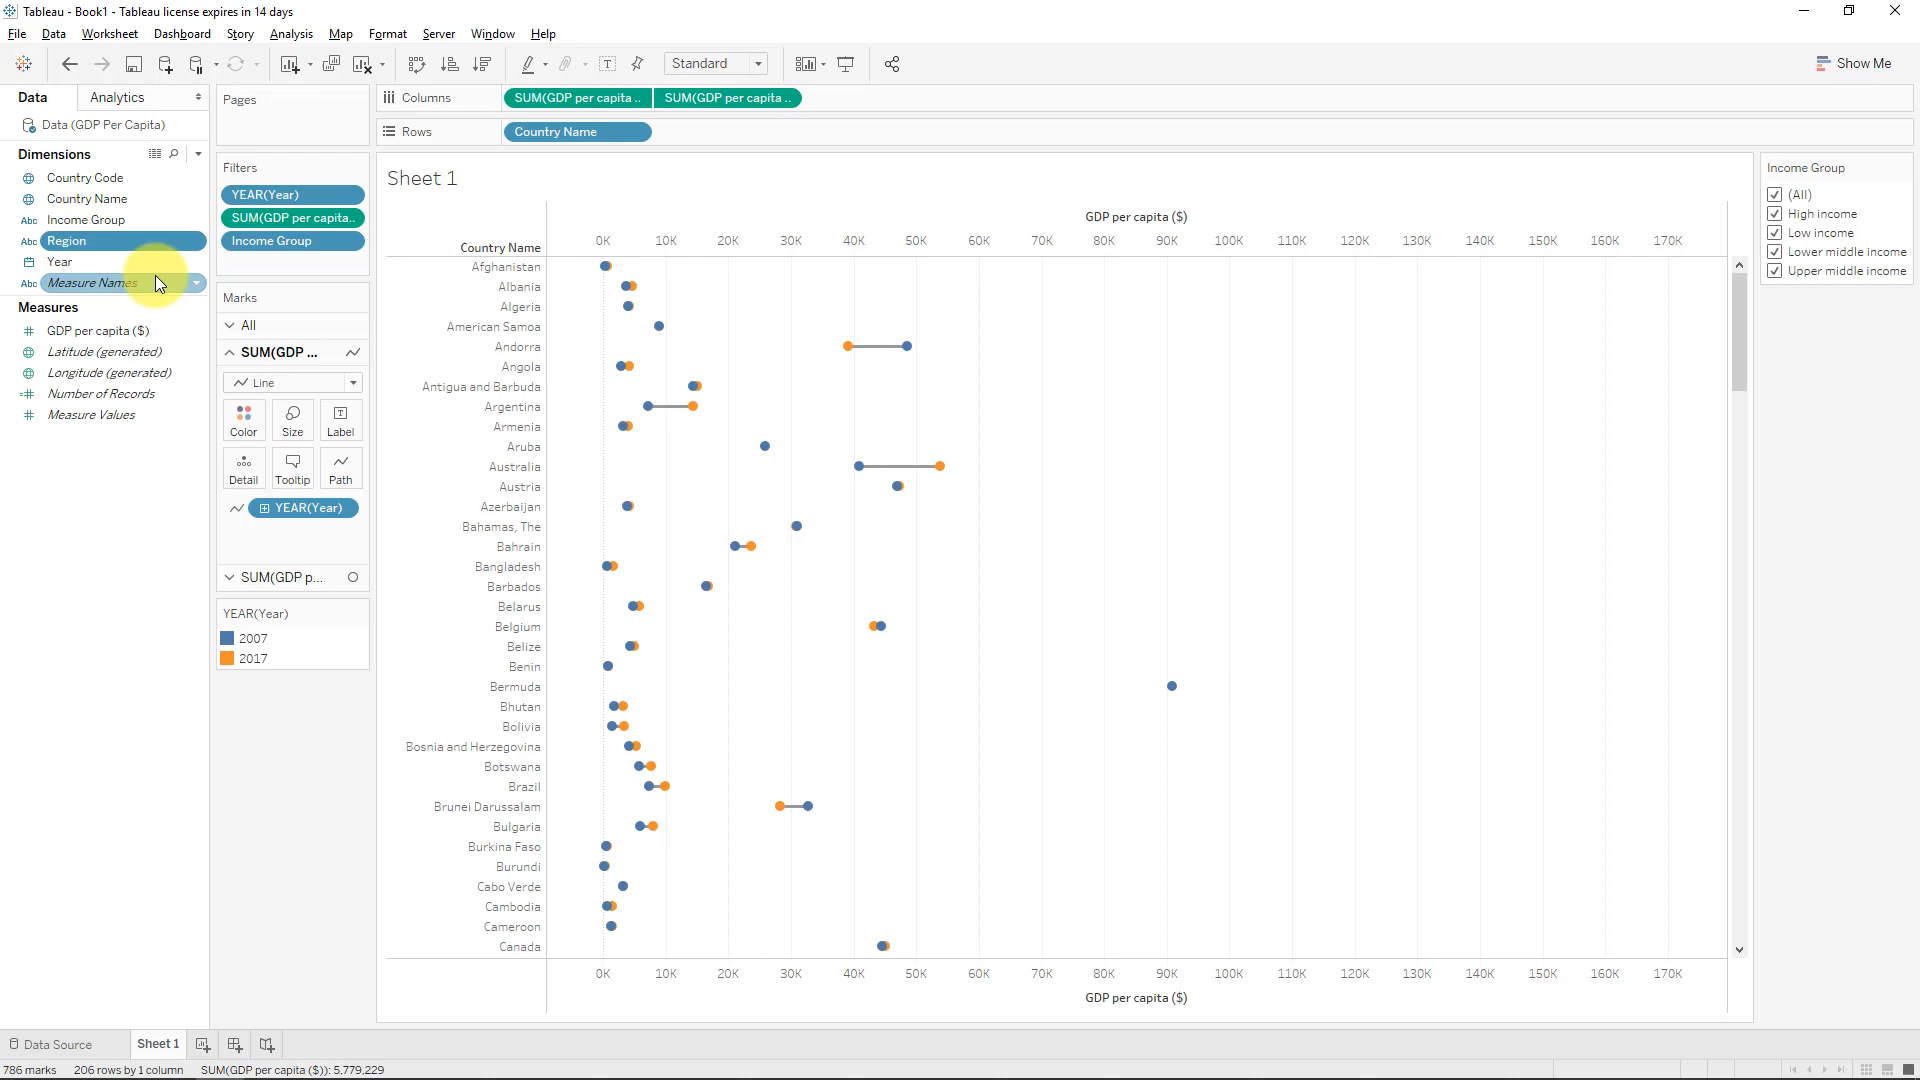 Tableau - Book1 - Tableau license expires in 14 days
File Data Worksheet Dashboard Story Analysis Map Format Server Window Help
Standard
Show Me
Data Analytics
Data (GDP Per Capita)
Dimensions
Country Code
Country Name
Abc Income Group
Abc Region
Year
Abc Measure Names
Measures
GDP per capita ($)
Latitude (generated)
Longitude (generated)
Number of Records
Measure Values
Pages
Filters
YEAR(Year)
SUM(GDP per capita..
Income Group
Marks
All
SUM(GDP ...
Line
Color Size Label
Detail Tooltip Path
YEAR(Year)
SUM(GDP p...
YEAR(Year)
2007
2017
Columns SUM(GDP per capita .. SUM(GDP per capita ..
Rows Country Name
Sheet 1
GDP per capita ($)
Country Name 0K 10K 20K 30K 40K 50K 60K 70K 80K 90K 100K 110K 120K 130K 140K 150K 160K 170K
Afghanistan
Albania
Algeria
American Samoa
Andorra
Angola
Antigua and Barbuda
Argentina
Armenia
Aruba
Australia
Austria
Azerbaijan
Bahamas, The
Bahrain
Bangladesh
Barbados
Belarus
Belgium
Belize
Benin
Bermuda
Bhutan
Bolivia
Bosnia and Herzegovina
Botswana
Brazil
Brunei Darussalam
Bulgaria
Burkina Faso
Burundi
Cabo Verde
Cambodia
Cameroon
Canada
0K 10K 20K 30K 40K 50K 60K 70K 80K 90K 100K 110K 120K 130K 140K 150K 160K 170K
GDP per capita ($)
Income Group
(All)
High income
Low income
Lower middle income
Upper middle income
Data Source Sheet 1
786 marks 206 rows by 1 column SUM(GDP per capita ($)): 5,779,229